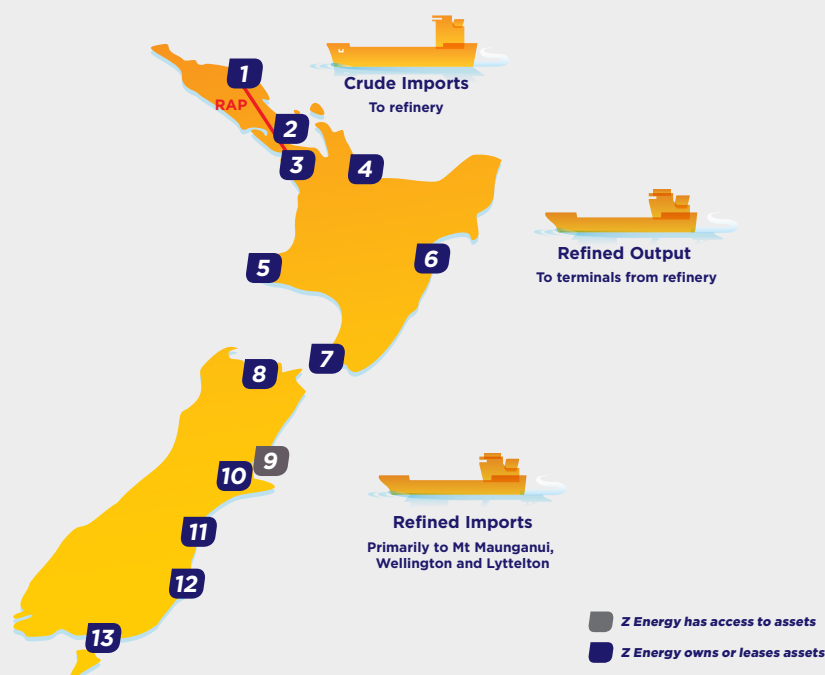 1
Crude Imports
To refinery
RAP
2
3
4
Refined Output
To terminals from refinery
5
6
7
8
9
10
Refined Imports
Primarily to Mt Maunganui,
Wellington and Lyttelton
11
12
13
Z Energy has access to assets
Z Energy owns or leases assets